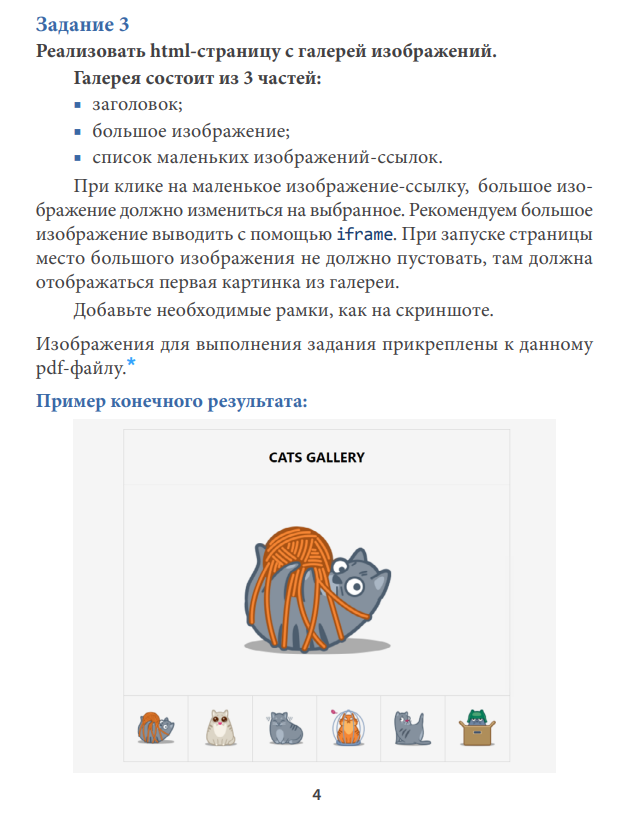 Задание 3
Реализовать html-страницу с галерей изображений.
Галерея состоит из 3 частей:
▪ заголовок;
▪ большое изображение;
▪ список маленьких изображений-ссылок.
При клике на маленькое изображение-ссылку, большое изо-
бражение должно измениться на выбранное. Рекомендуем большое
изображение выводить с помощью iframe. При запуске страницы
место большого изображения не должно пустовать, там должна
отображаться первая картинка из галереи.
Добавьте необходимые рамки, как на скриншоте.
Изображения для выполнения задания прикреплены к данному
pdf-файлу.*
Пример конечного результата:
CATS GALLERY
4